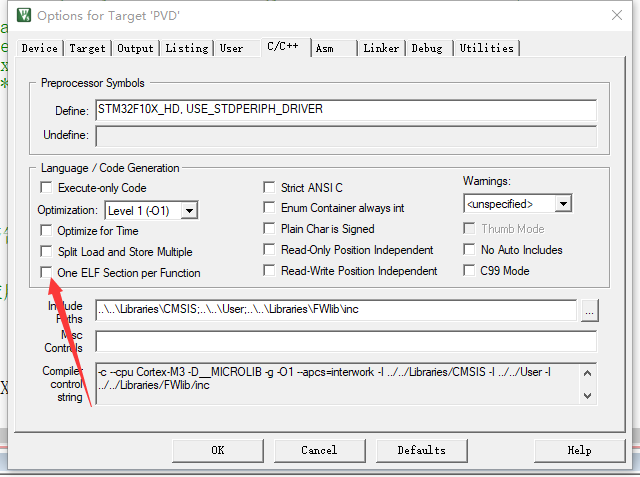 Options for Target 'PVD'
Device Target Output Listing User C/C++ Asm Linker Debug Utilities
Preprocessor Symbols
Define: STM32F10X_HD, USE_STDPERIPH_DRIVER
Undefine:
Language / Code Generation
Execute-only Code
Optimization: Level 1 (-O1)
Optimize for Time
Split Load and Store Multiple
One ELF Section per Function
Strict ANSI C
Enum Container always int
Plain Char is Signed
Read-Only Position Independent
Read-Write Position Independent
Warnings:
<unspecified>
Thumb Mode
No Auto Includes
C99 Mode
Include
Paths
..\..\Libraries\CMSIS;..\..\User;..\..\Libraries\FWlib\inc
...
Misc
Controls
Compiler
control
string
-c --cpu Cortex-M3 -D__MICROLIB -g -O1 --apcs=interwork -I ../../Libraries/CMSIS -I ../../User -I
../../Libraries/FWlib/inc
OK Cancel Defaults Help